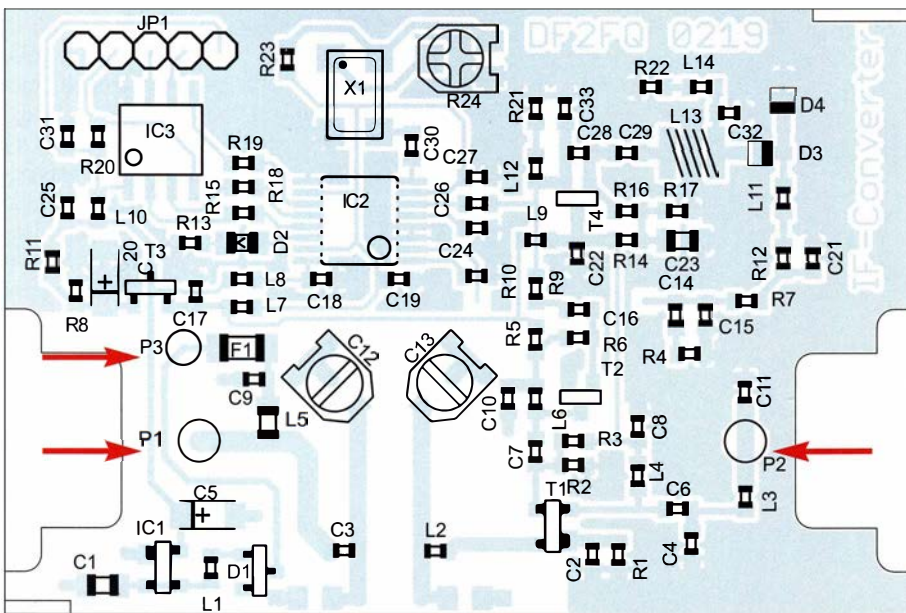 JP1
DF2FQ 0219
IF-Converter
R23
X1
R24
R22
L14
D4
R21
C33
L13
C32
D3
C31
R20
IC3
R19
C30
C28
C29
C27
L12
C25
L10
R15
R18
IC2
C26
T4
R16
R17
L11
R13
D2
C24
L9
R14
C23
R12
C21
R11
20
C
T3
L8
L7
C18
C19
R10
R9
C22
C14
R7
R8
C17
C16
C15
P3
F1
C12
C13
R5
R6
R4
C9
T2
C11
L5
C10
L6
P1
C7
R3
C8
P2
R2
L4
L3
C5
T1
C6
IC1
C3
L2
C4
C1
L1
D1
C2
R1